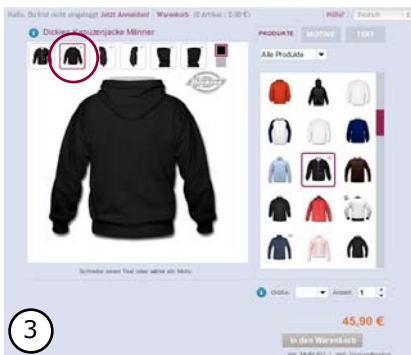 Hallo, Du bist nicht eingeloggt Jetzt Anmelden! Warenkorb (0 Artikel : 0.00 €) Hilfe! Deutsch
Dickies Kapuzenjacke Männer
PRODUKTE MOTIVE TEXT
Alle Produkte
Dickies
Schreibe einen Text oder wähle ein Motiv.
Größe: Anzahl: 1
45,90 €
In den Warenkorb
3